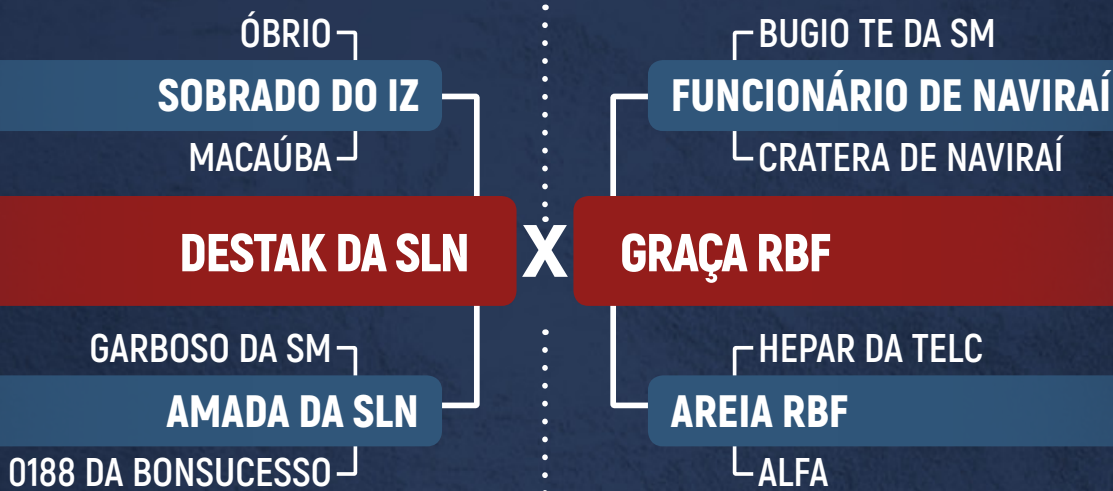 ÓBRIO
SOBRADO DO IZ
MACAÚBA
DESTAK DA SLN
GARBOSO DA SM
AMADA DA SLN
0188 DA BONSUCESSO
X
BUGIO TE DA SM
FUNCIONÁRIO DE NAVIRAÍ
CRATERA DE NAVIRAÍ
GRAÇA RBF
HEPAR DA TELC
AREIA RBF
ALFA